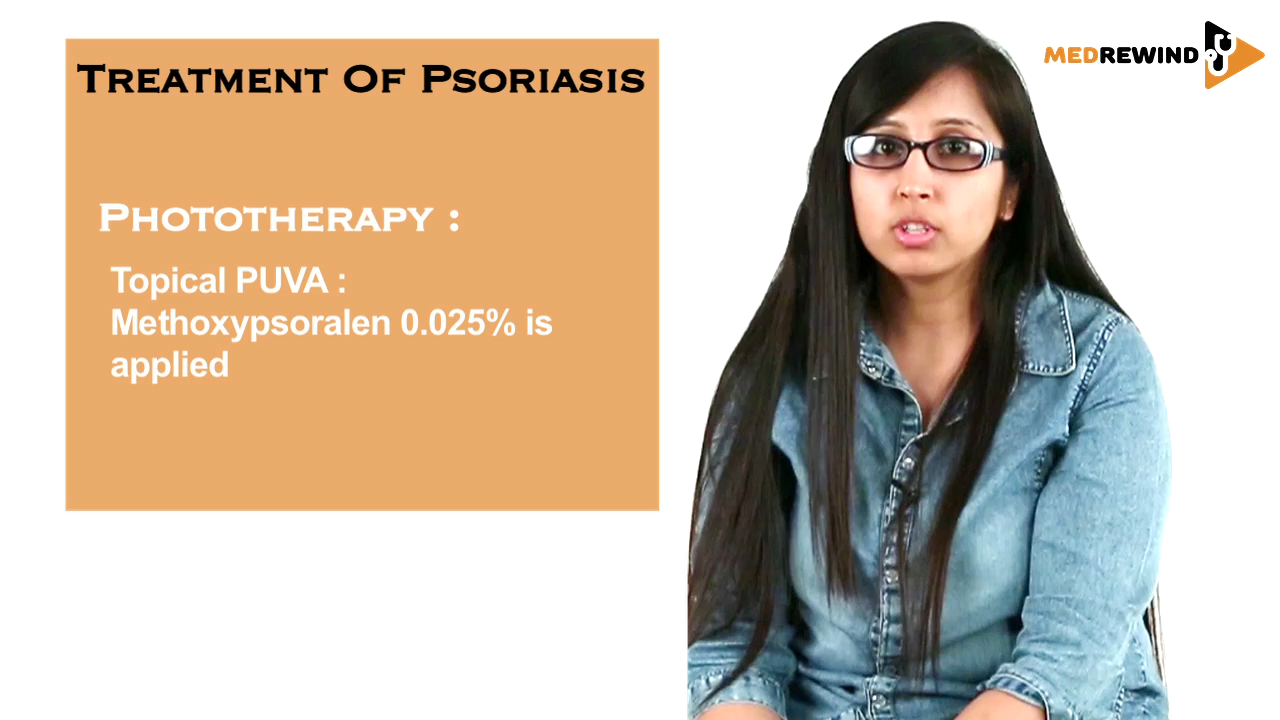 Treatment Of Psoriasis
MEDREWIND
Phototherapy :
Topical PUVA :
Methoxypsoralen 0.025% is
applied